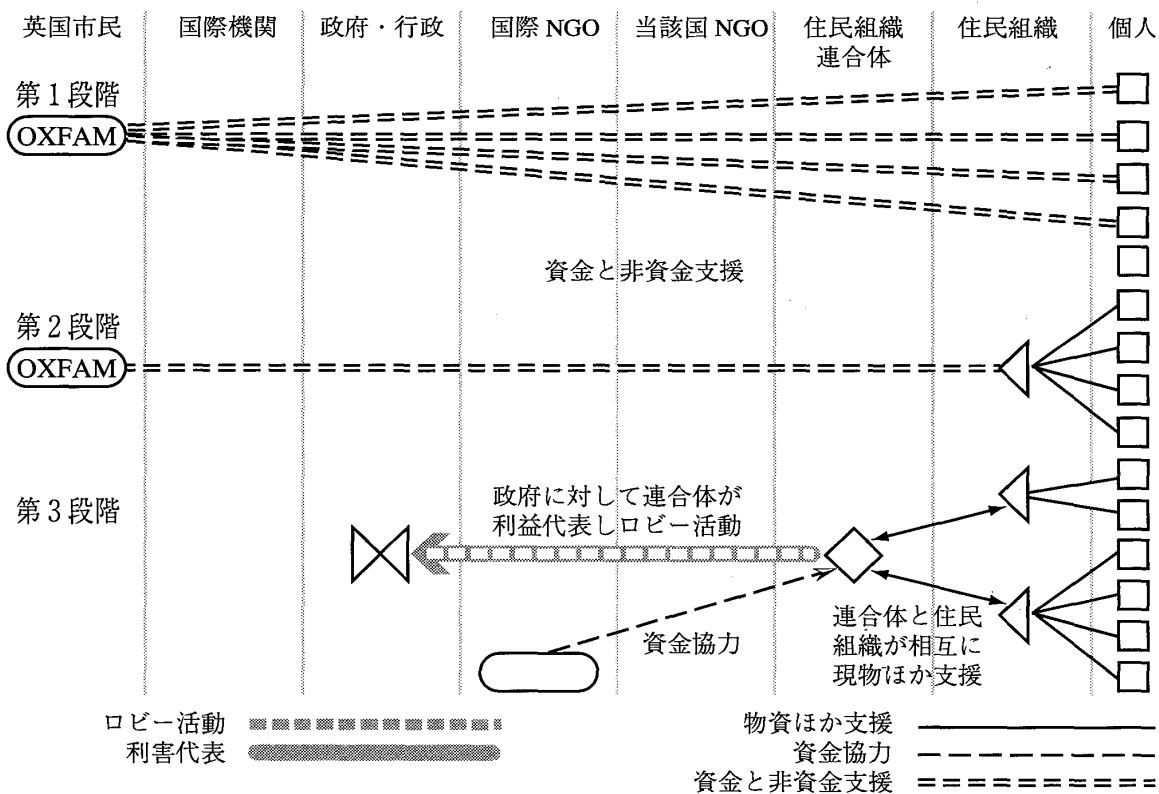 英国市民
国際機関
政府・行政
国際 NGO
当該国 NGO
住民組織
連合体
住民組織
個人
第1段階
OXFAM
資金と非資金支援
第2段階
OXFAM
第3段階
政府に対して連合体が
利益代表しロビー活動
資金協力
連合体と住民
組織が相互に
現物ほか支援
ロビー活動
利害代表
物資ほか支援
資金協力
資金と非資金支援